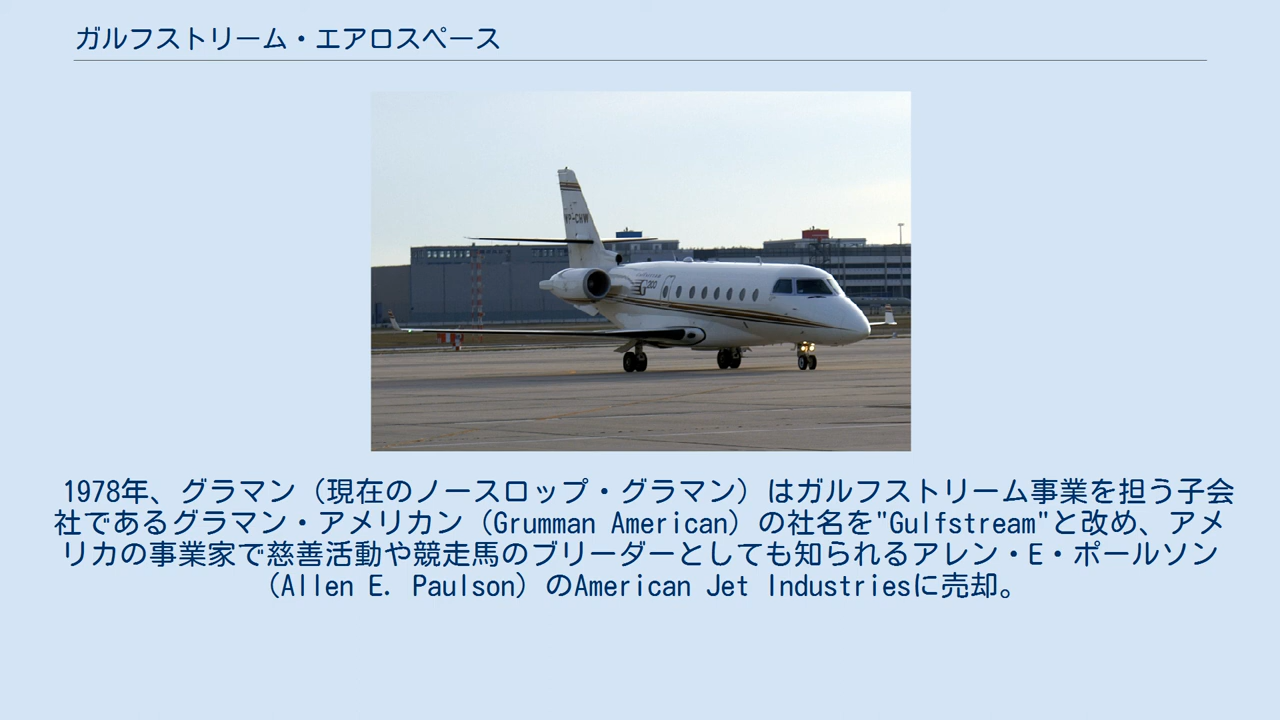 ガルフストリーム・エアロスペース
VP-CHW
G200
1978年、グラマン（現在のノースロップ・グラマン）はガルフストリーム事業を担う子会
社であるグラマン・アメリカン（Grumman American）の社名を"Gulfstream"と改め、アメ
リカの事業家で慈善活動や競走馬のブリーダーとしても知られるアレン・E・ポールソン
（Allen E. Paulson）のAmerican Jet Industriesに売却。